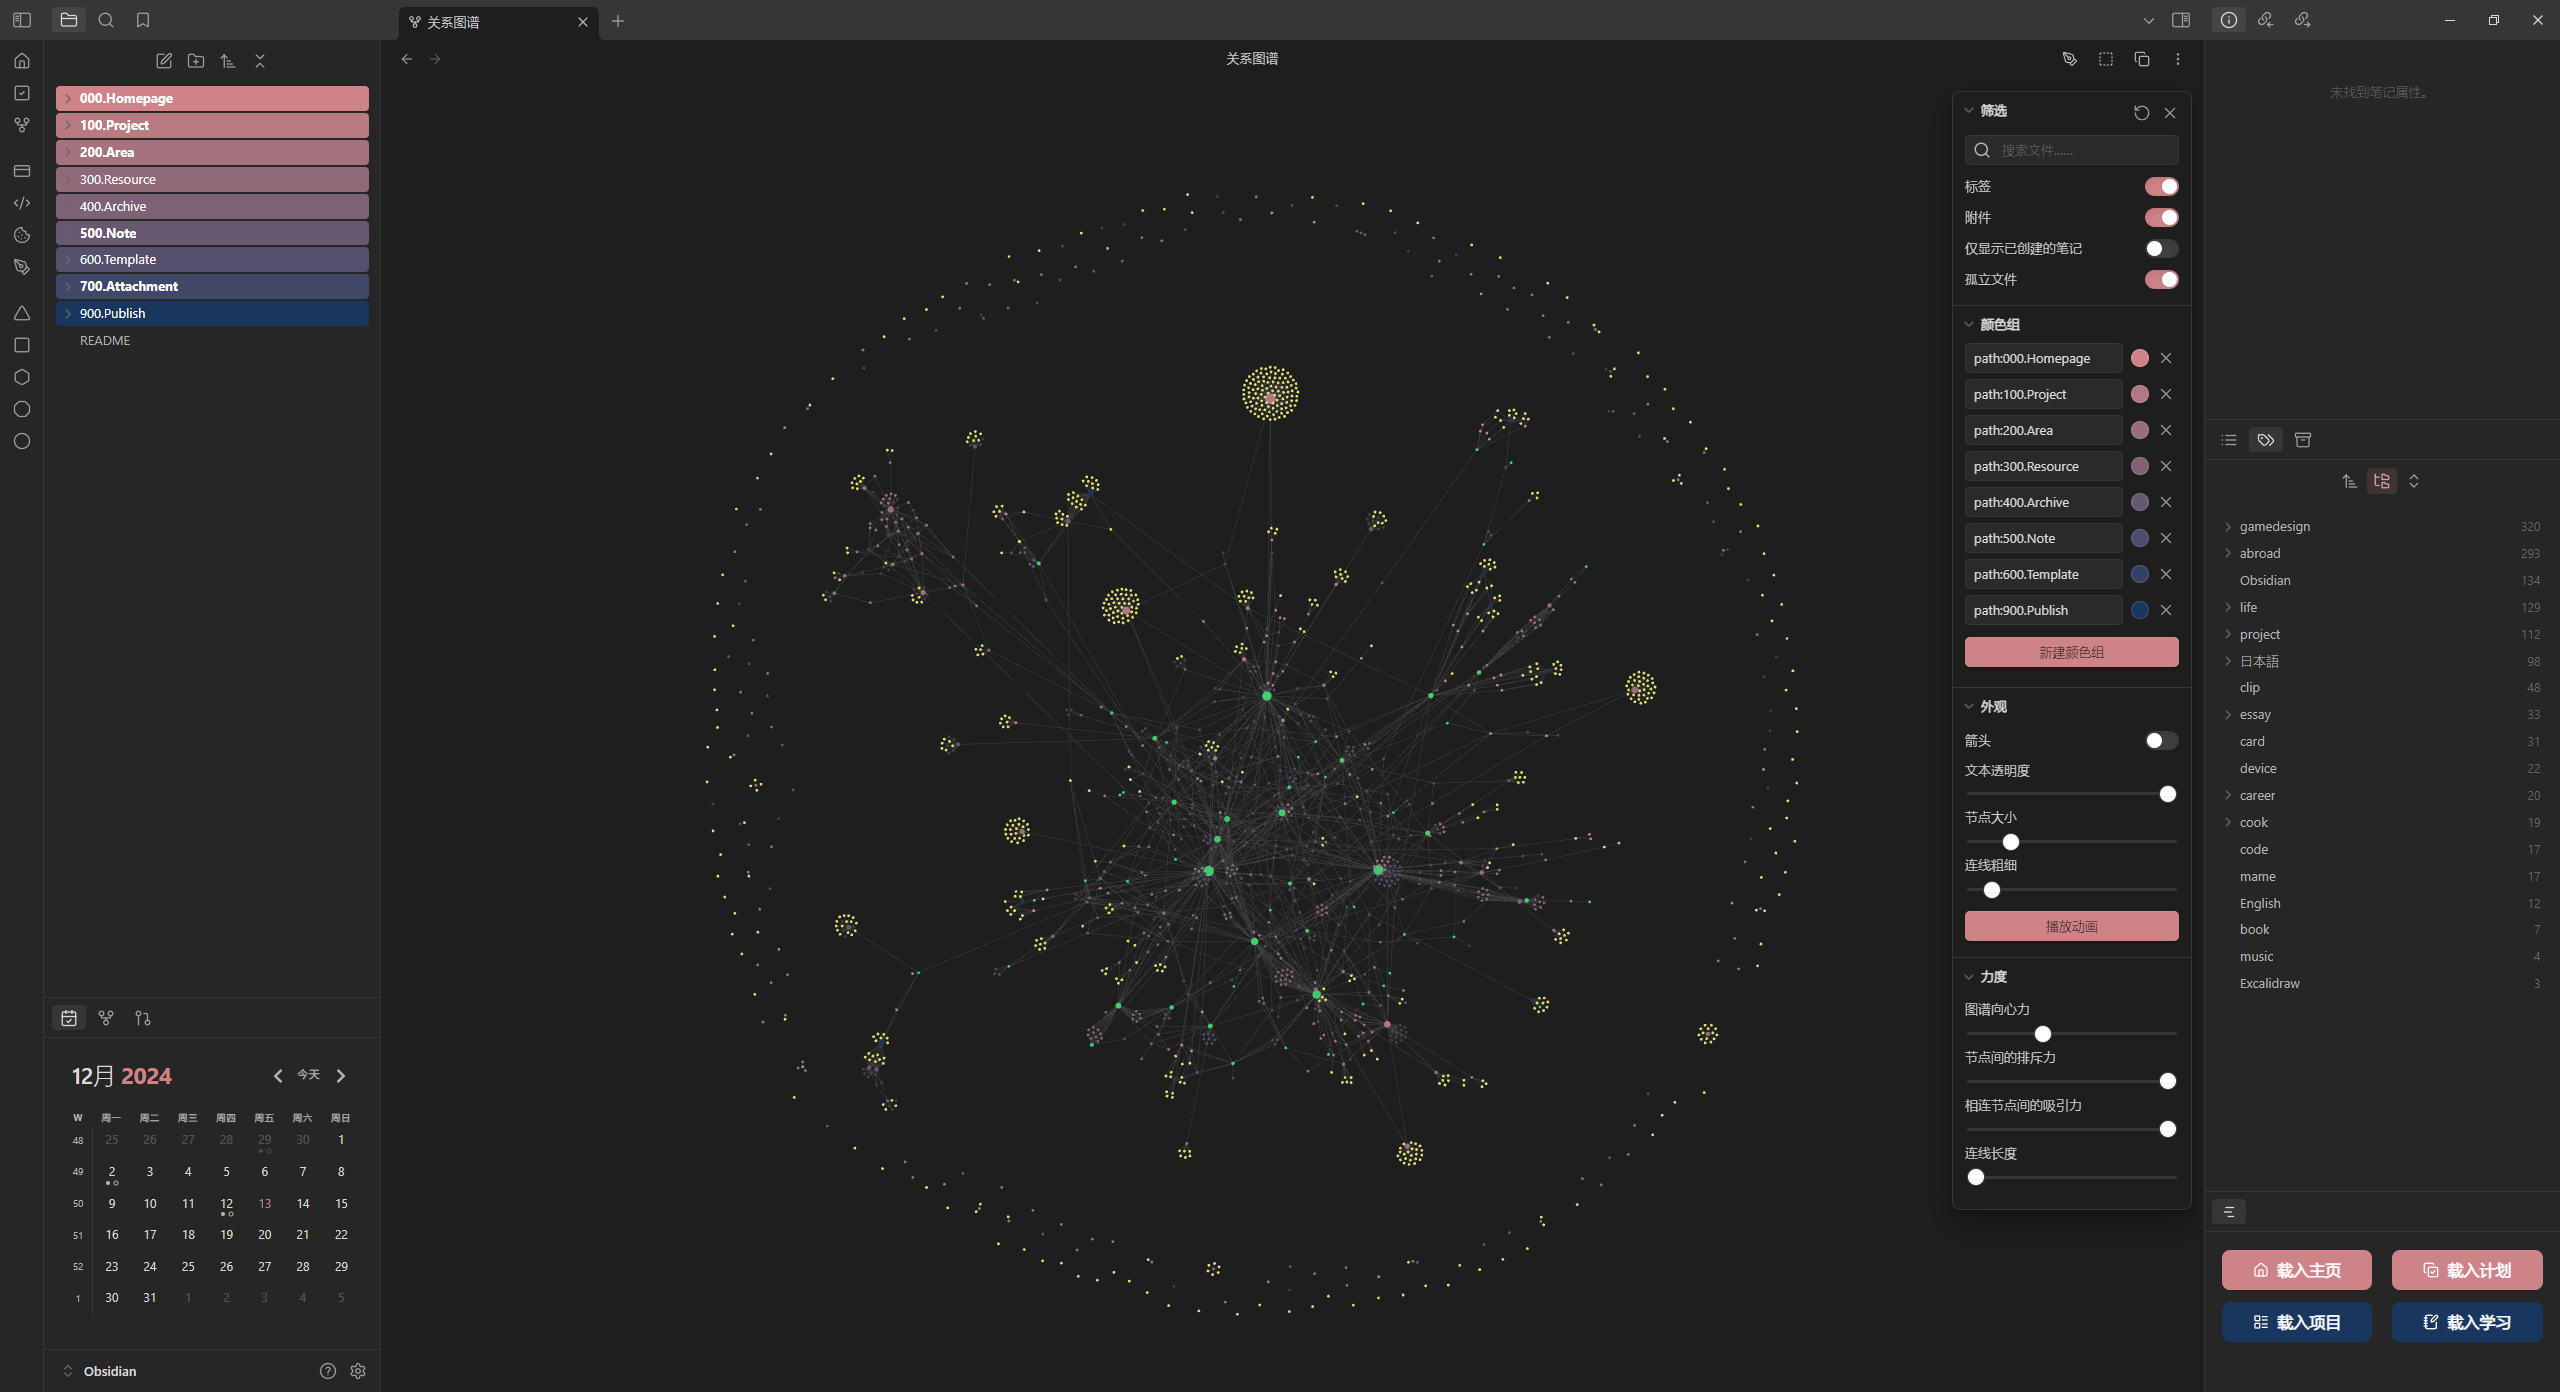 关系图谱
000.Homepage
100.Project
200.Area
300.Resource
400.Archive
500.Note
600.Template
700.Attachment
900.Publish
README
12月 2024
今天
W 周一 周二 周三 周四 周五 周六 周日
48 25 26 27 28 29 30 1
49 2 3 4 5 6 7 8
50 9 10 11 12 13 14 15
51 16 17 18 19 20 21 22
52 23 24 25 26 27 28 29
1 30 31 1 2 3 4 5
Obsidian
关系图谱
筛选
搜索文件......
标签
附件
仅显示已创建的笔记
孤立文件
颜色组
path:000.Homepage
path:100.Project
path:200.Area
path:300.Resource
path:400.Archive
path:500.Note
path:600.Template
path:900.Publish
新建颜色组
外观
箭头
文本透明度
节点大小
连线粗细
播放动画
力度
图谱向心力
节点间的排斥力
相连节点间的吸引力
连线长度
未找到笔记属性。
gamedesign 320
abroad 293
Obsidian 134
life 129
project 112
日本語 98
clip 48
essay 33
card 31
device 22
career 20
cook 19
code 17
mame 17
English 12
book 7
music 4
Excalidraw 3
载入主页 载入计划
载入项目 载入学习